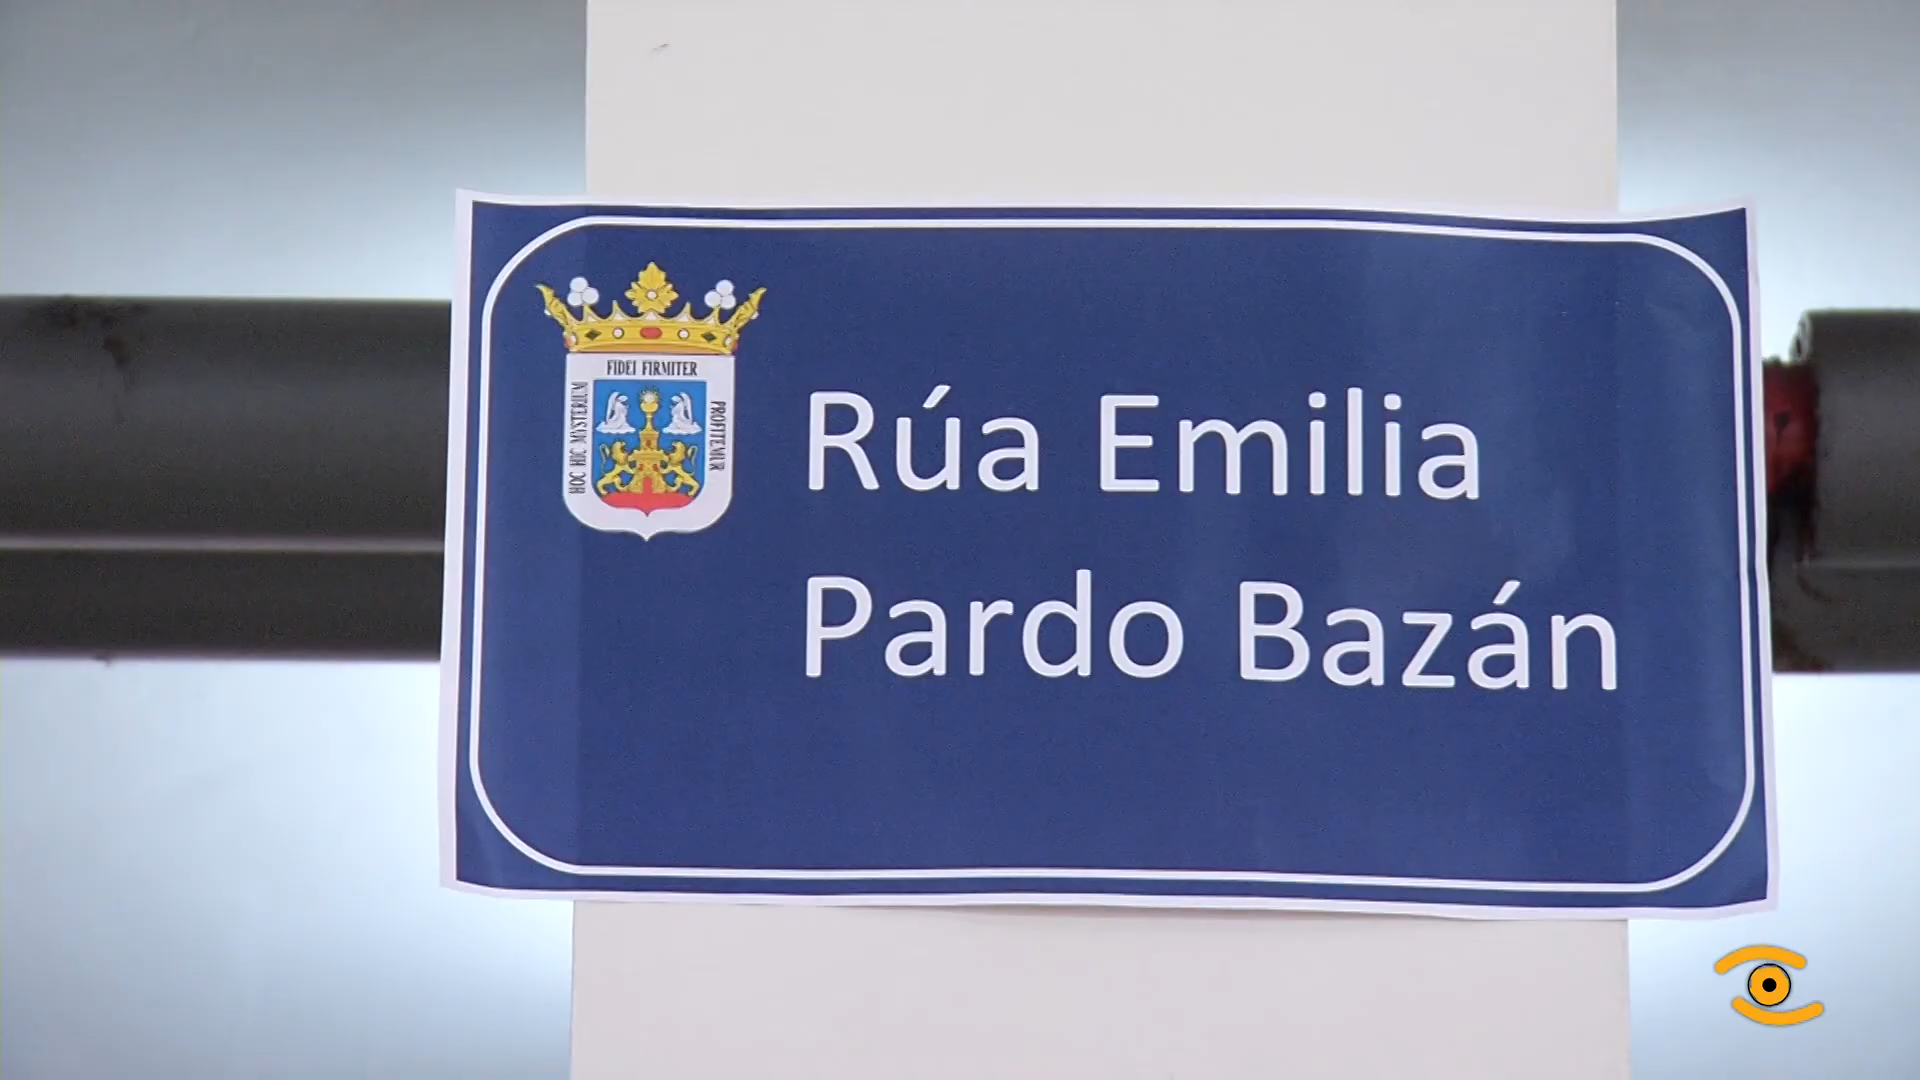 FIDEI FIRMITER
HOC HIC MYSTERIUM
PROFITEMUR
Rúa Emilia
Pardo Bazán